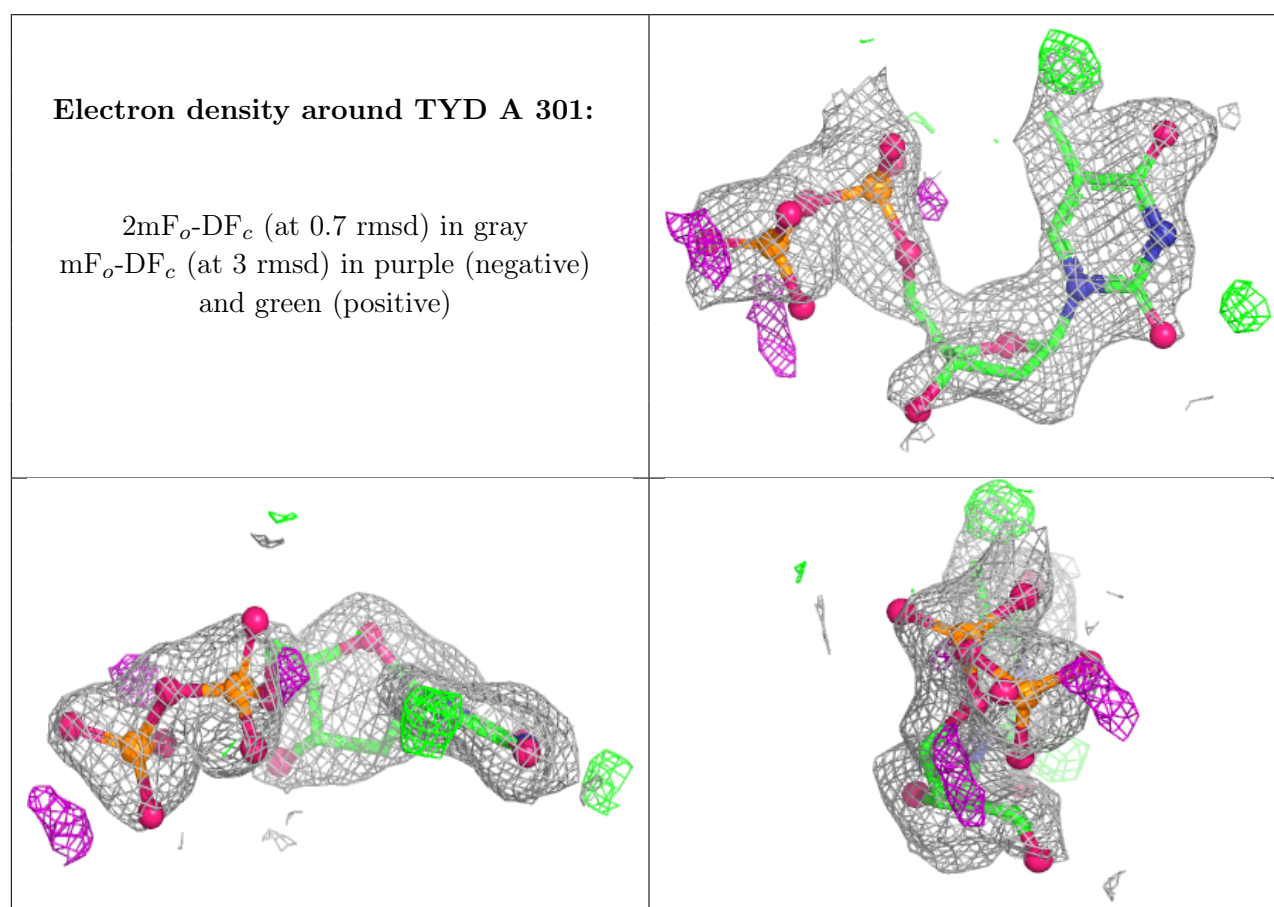 Electron density around TYD A 301:
2mFo-DFc (at 0.7 rmsd) in gray
mFo-DFc (at 3 rmsd) in purple (negative)
and green (positive)